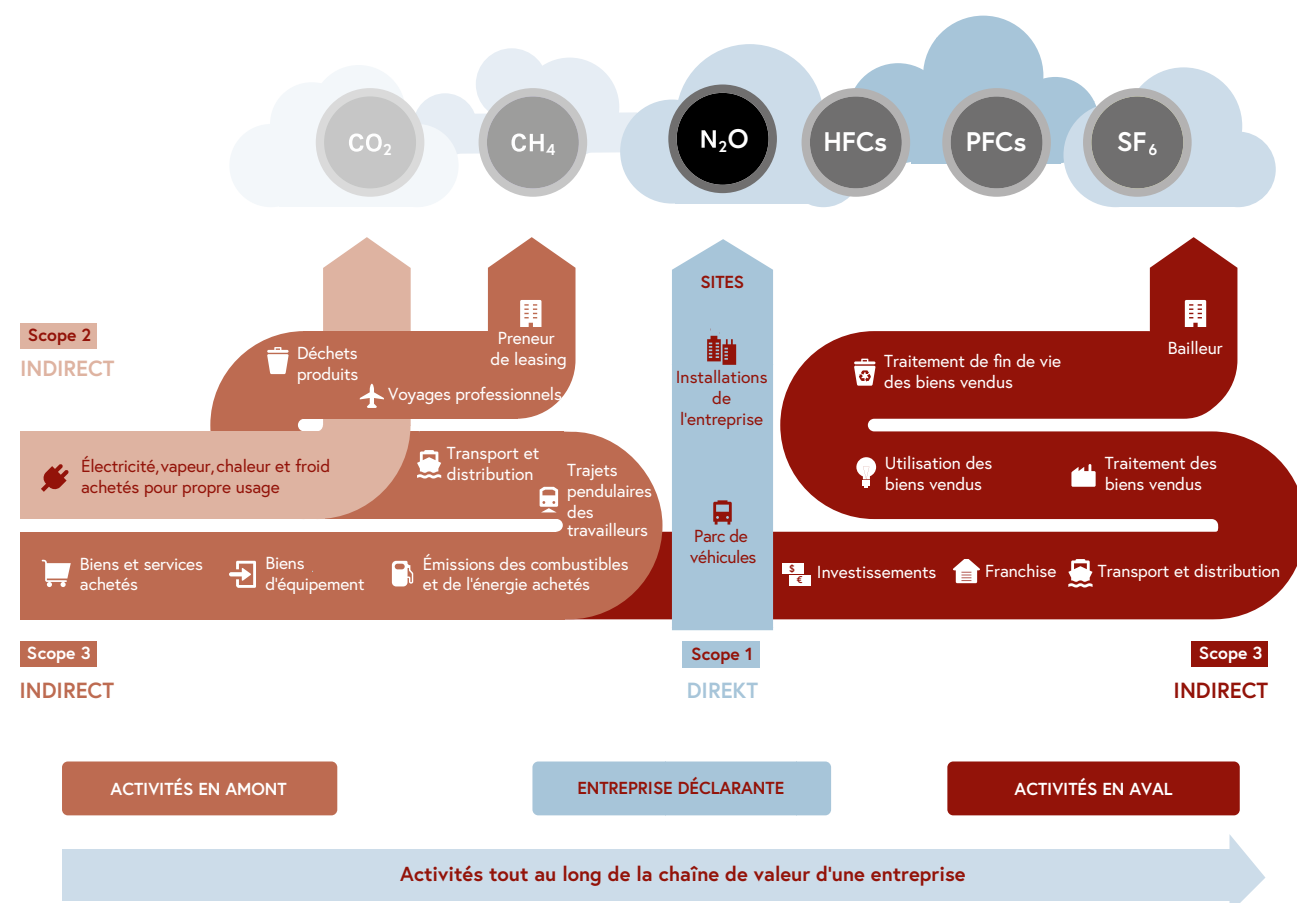 CO₂
CH₄
N₂O
HFCs
PFCs
SF₆
Scope 2
INDIRECT
Déchets
produits
Voyages professionnels
Preneur
de leasing
Électricité, vapeur, chaleur et froid
achetés pour propre usage
Transport et
distribution
Trajets
pendulaires
des
travailleurs
Biens et services
achetés
Biens
d'équipement
Émissions des combustibles
et de l'énergie achetés
SITES
Installations
de
l'entreprise
Parc de
véhicules
Bailleur
Traitement de fin de vie
des biens vendus
Utilisation des
biens vendus
Traitement des
biens vendus
$
€
Investissements
Franchise
Transport et distribution
Scope 3
INDIRECT
Scope 1
DIREKT
Scope 3
INDIRECT
ACTIVITÉS EN AMONT
ENTREPRISE DÉCLARANTE
ACTIVITÉS EN AVAL
Activités tout au long de la chaîne de valeur d'une entreprise